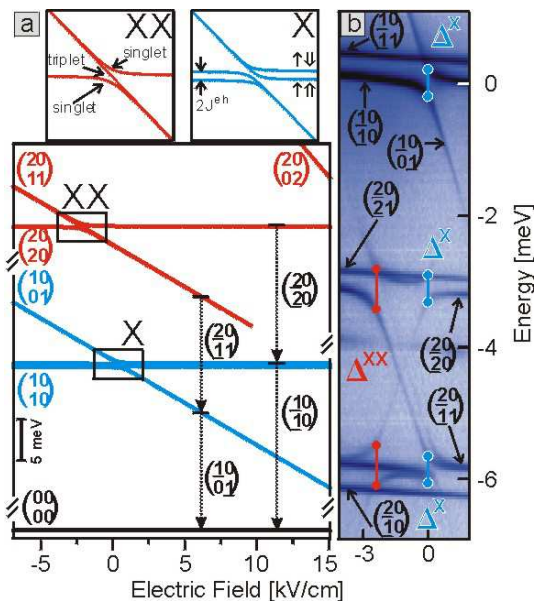 a
XX
singlet
triplet
singlet
X
2J^eh
↑⇓
↑⇑
(20
11)
XX
(20
02)
(20
20)
(10
01)
(20
20)
(20
11)
X
(10
10)
(10
10)
5 meV
(10
01)
(00
00)
-5
0
5
10
15
Electric Field [kV/cm]
b
(10
11)
Δ^X
(10
10)
(10
01)
(20
21)
Δ^X
(20
20)
Δ^XX
(20
11)
(20
10)
Δ^X
-3
0
0
-2
-4
-6
Energy [meV]